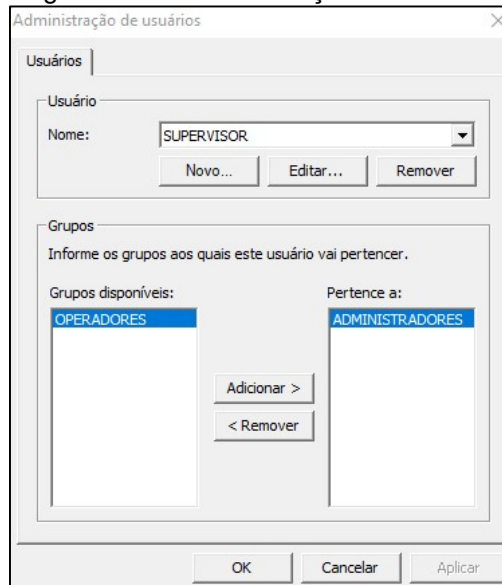 Administração de usuários
Usuários
Usuário
Nome: SUPERVISOR
Novo... Editar... Remover
Grupos
Informe os grupos aos quais este usuário vai pertencer.
Grupos disponíveis: Pertence a:
OPERADORES ADMINISTRADORES
Adicionar >
< Remover
OK Cancelar Aplicar